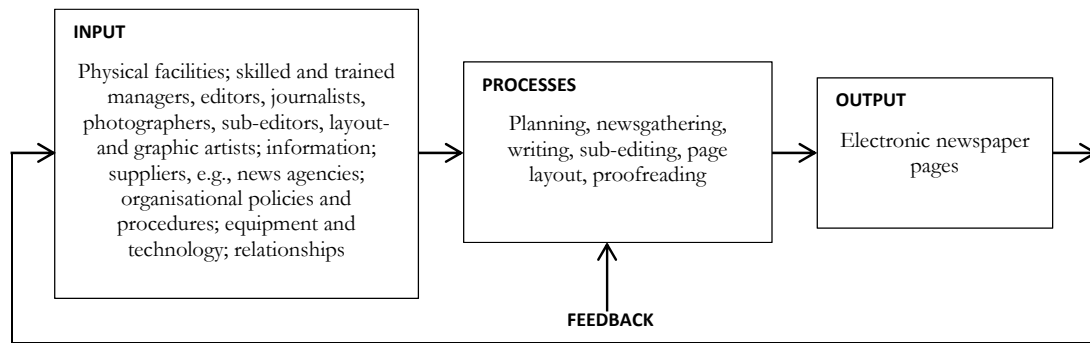 INPUT
Physical facilities; skilled and trained
managers, editors, journalists,
photographers, sub-editors, layout-
and graphic artists; information;
suppliers, e.g., news agencies;
organisational policies and
procedures; equipment and
technology; relationships
PROCESSES
Planning, newsgathering,
writing, sub-editing, page
layout, proofreading
OUTPUT
Electronic newspaper
pages
FEEDBACK